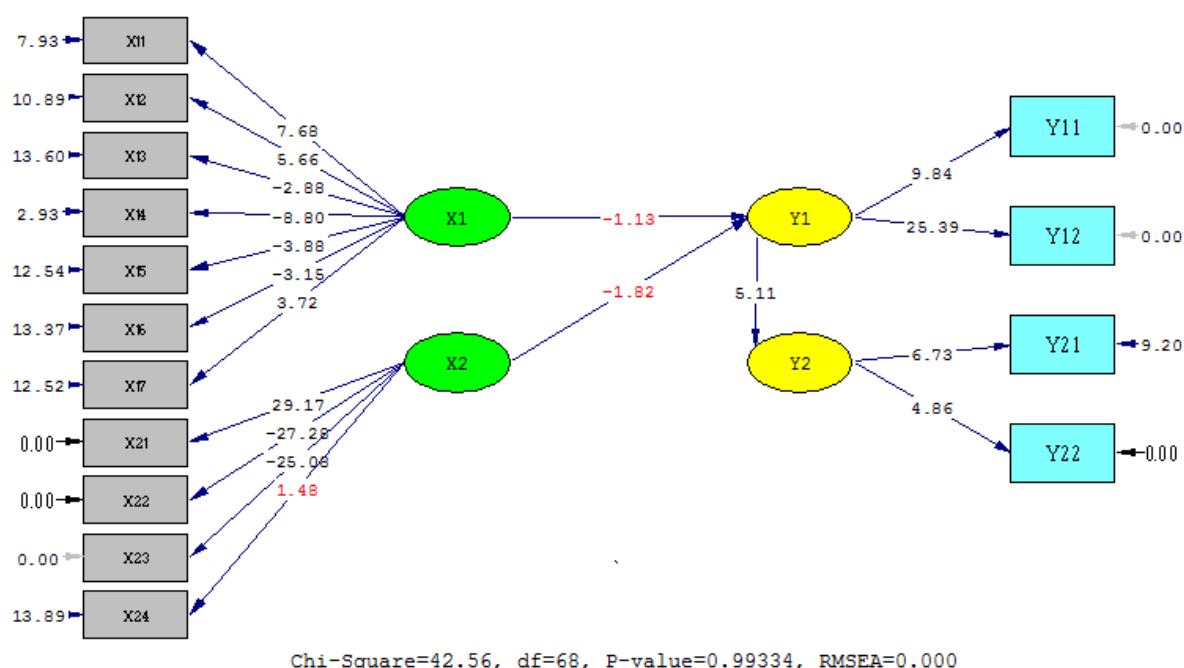 7.93 X11
10.89 X12
13.60 X13
2.93 X14
12.54 X15
13.37 X16
12.52 X17
0.00 X21
0.00 X22
0.00 X23
13.89 X24
7.68
5.66
-2.88
-8.80
-3.88
-3.15
3.72
29.17
-27.28
-25.08
1.48
X1
X2
-1.13
-1.82
Y1
5.11
Y2
9.84
25.39
6.73
4.86
Y11 0.00
Y12 0.00
Y21 9.20
Y22 0.00
Chi-Square=42.56, df=68, P-value=0.99334, RMSEA=0.000